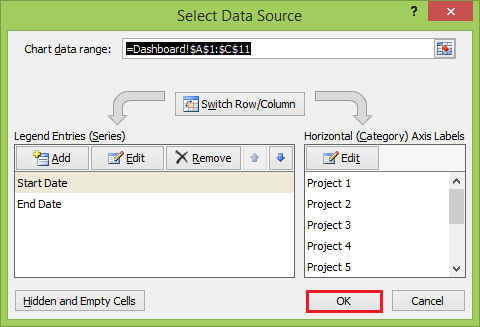 Select Data Source
Chart data range: =Dashboard!$A$1:$C$11
Switch Row/Column
Legend Entries (Series)
Add Edit Remove
Start Date
End Date
Horizontal (Category) Axis Labels
Edit
Project 1
Project 2
Project 3
Project 4
Project 5
Hidden and Empty Cells
OK Cancel